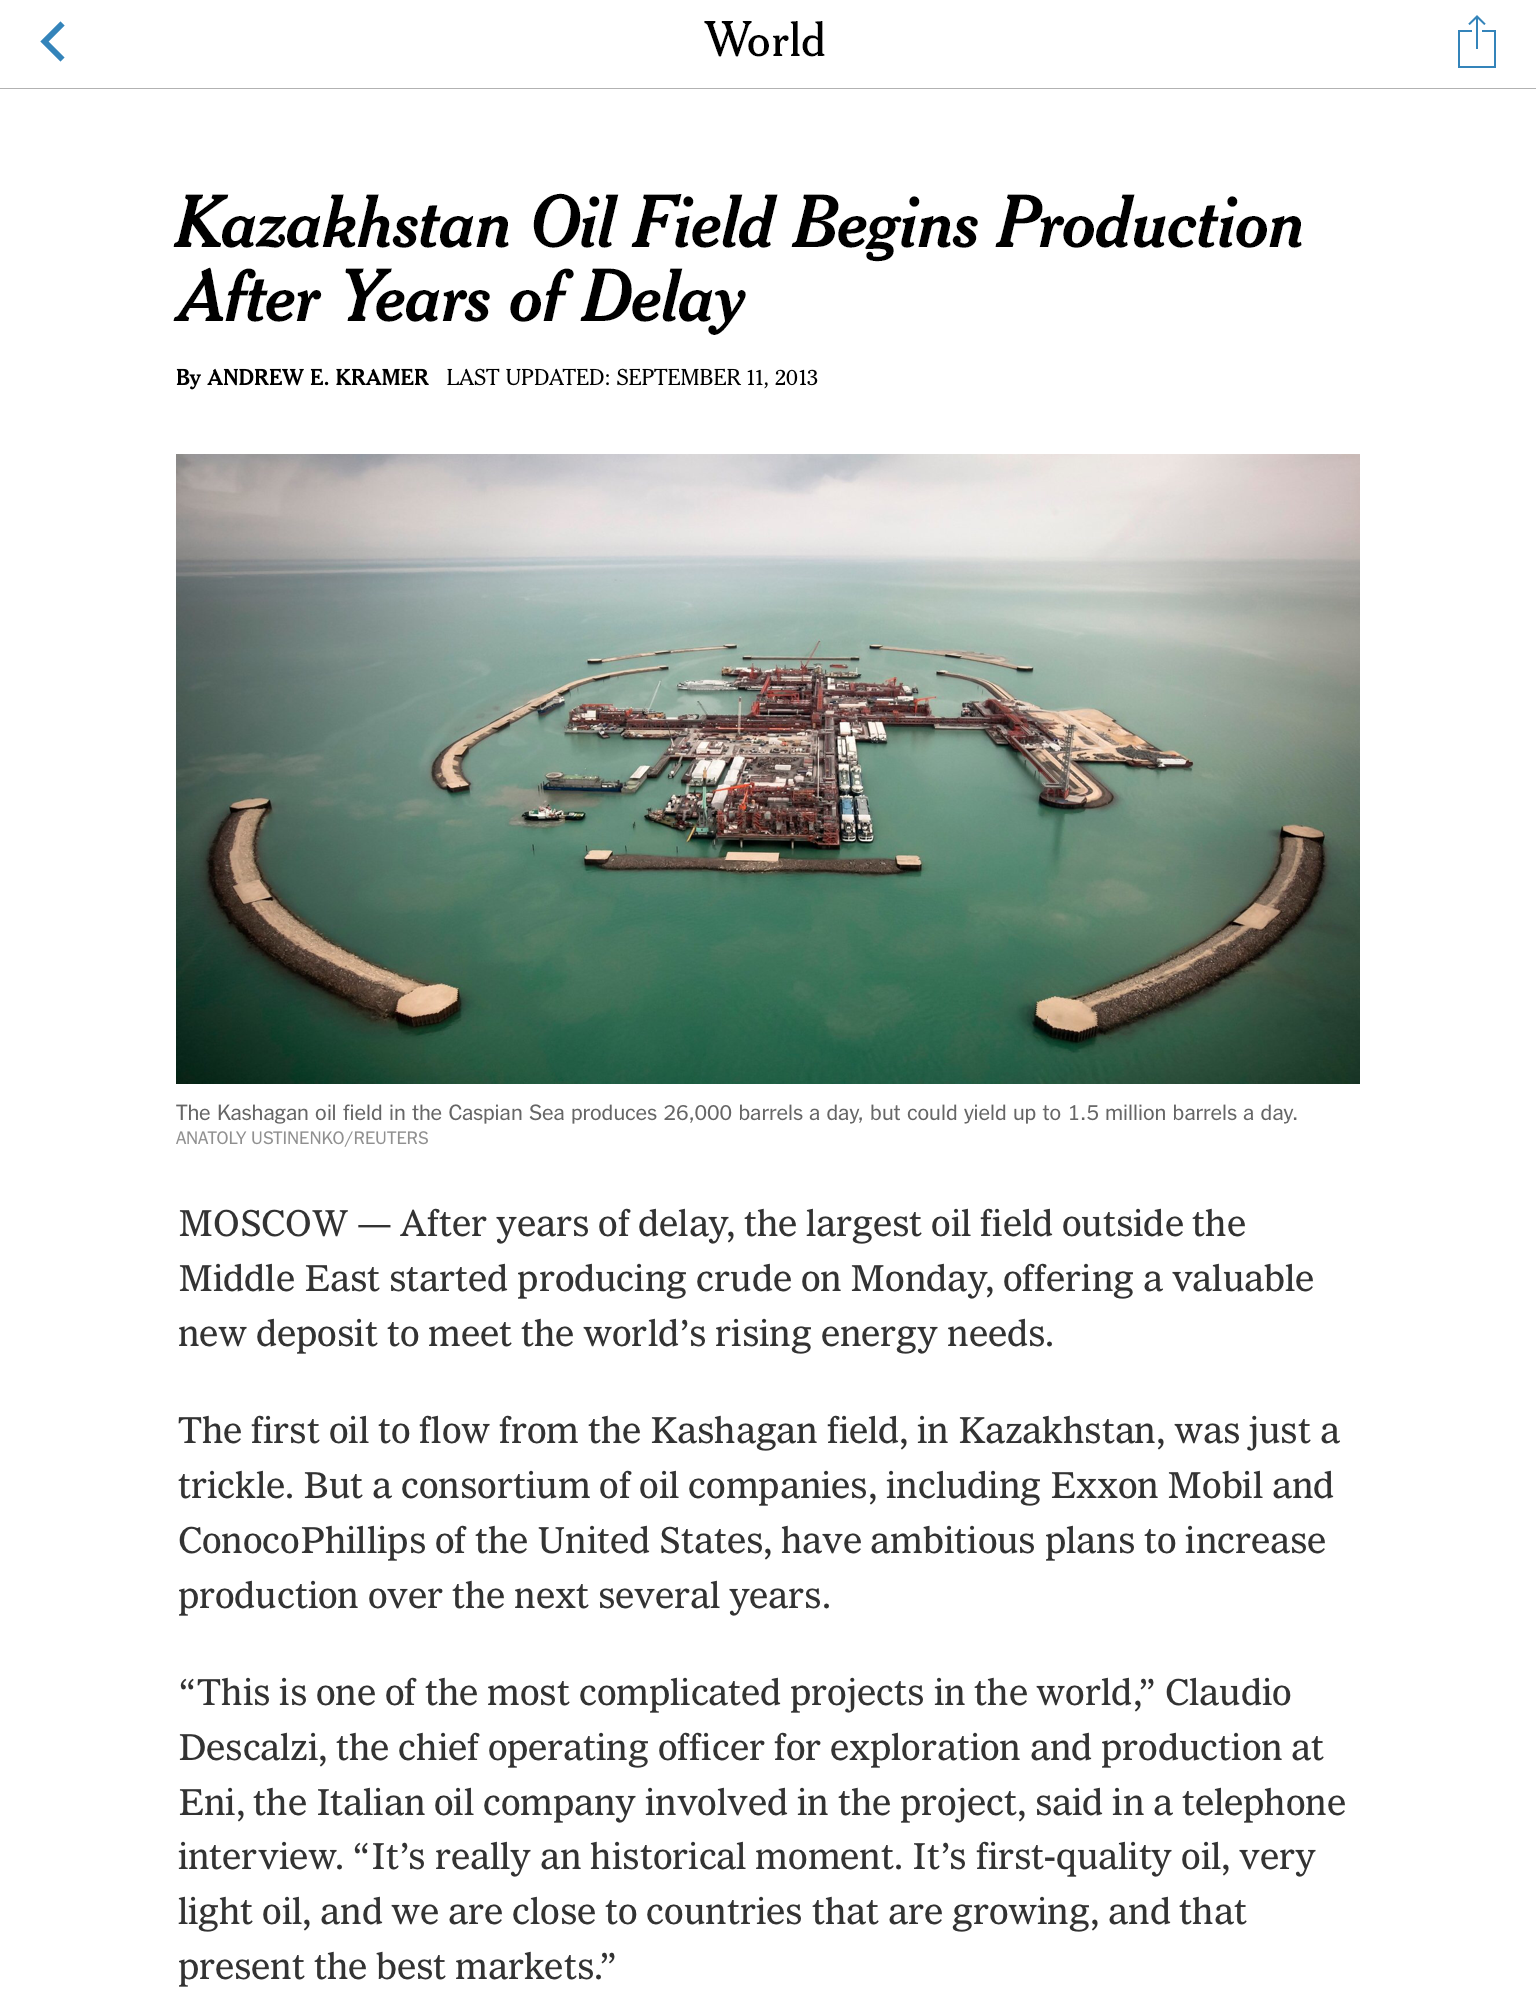 World
Kazakhstan Oil Field Begins Production
After Years of Delay
By ANDREW E. KRAMER LAST UPDATED: SEPTEMBER 11, 2013
The Kashagan oil field in the Caspian Sea produces 26,000 barrels a day, but could yield up to 1.5 million barrels a day.
ANATOLY USTINENKO/REUTERS
MOSCOW — After years of delay, the largest oil field outside the
Middle East started producing crude on Monday, offering a valuable
new deposit to meet the world’s rising energy needs.
The first oil to flow from the Kashagan field, in Kazakhstan, was just a
trickle. But a consortium of oil companies, including Exxon Mobil and
ConocoPhillips of the United States, have ambitious plans to increase
production over the next several years.
“This is one of the most complicated projects in the world,” Claudio
Descalzi, the chief operating officer for exploration and production at
Eni, the Italian oil company involved in the project, said in a telephone
interview. “It’s really an historical moment. It’s first-quality oil, very
light oil, and we are close to countries that are growing, and that
present the best markets.”